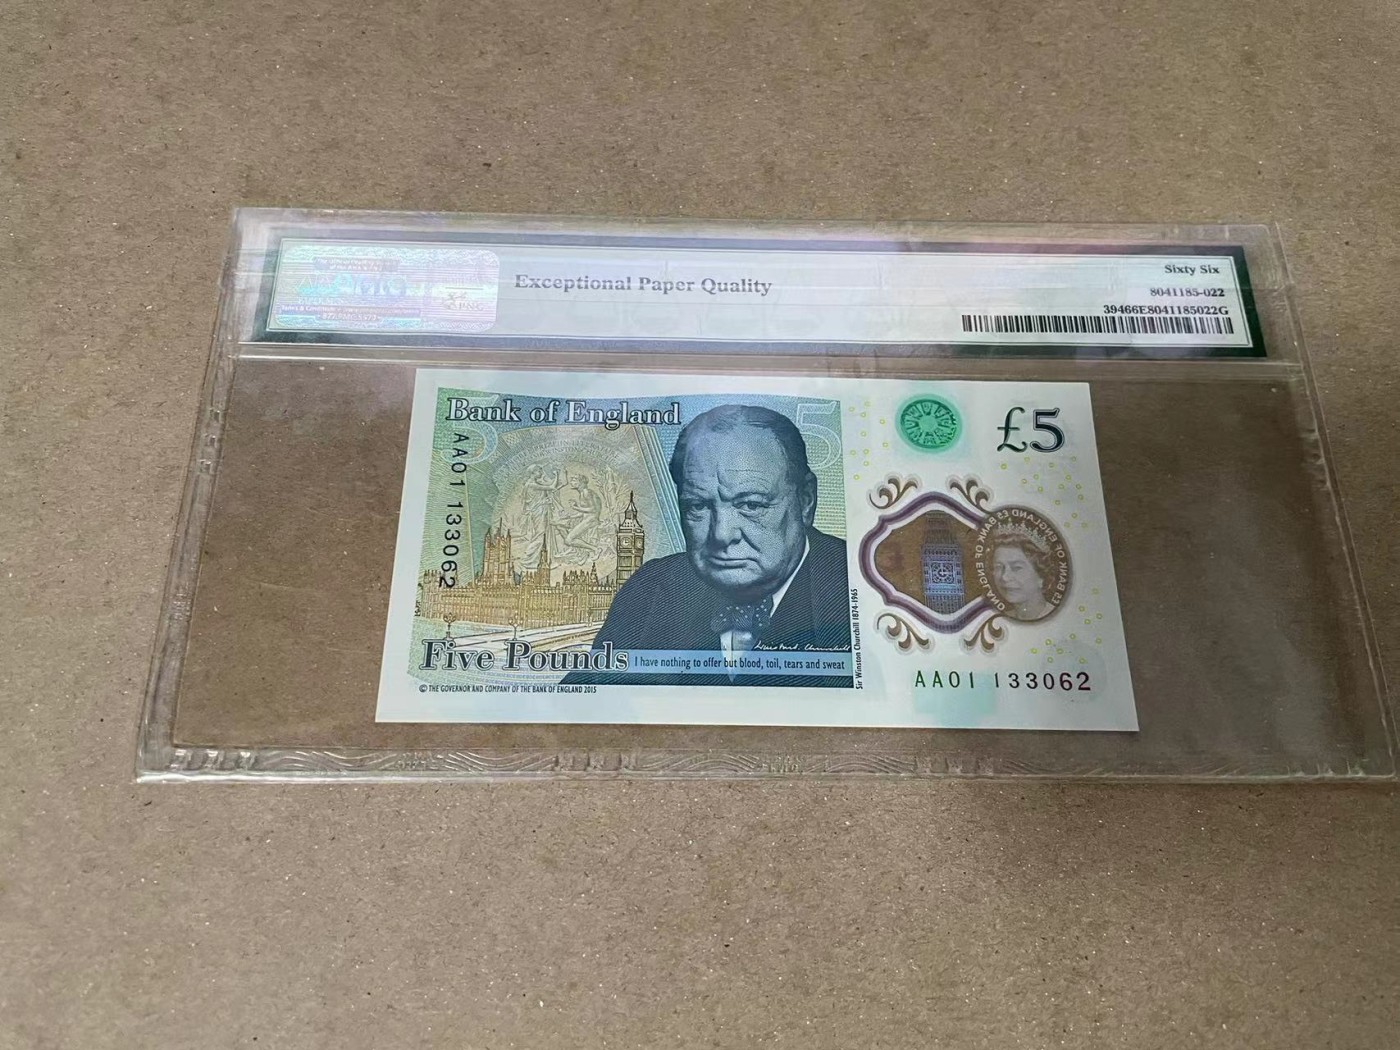 Exceptional Paper Quality
Sixty Six
8041185-022
39466E8041185022G
Bank of England
£5
AA01 133062
Five Pounds
I have nothing to offer but blood, toil, tears and sweat
Sir Winston Churchill 1874-1965
© THE GOVERNOR AND COMPANY OF THE BANK OF ENGLAND 2015
AA01 133062